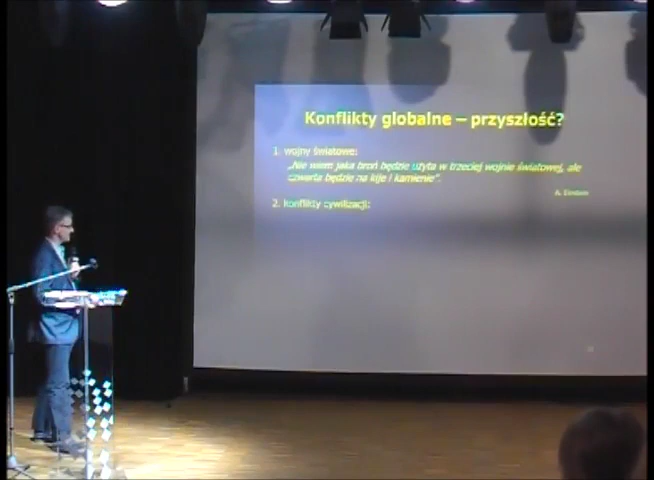 Konflikty globalne – przyszłość?
1. wojny światowe:
„Nie wiem jaka broń będzie użyta w trzeciej wojnie światowej, ale
czwarta będzie na kije i kamienie”.
A. Einstein
2. konflikty cywilizacji: